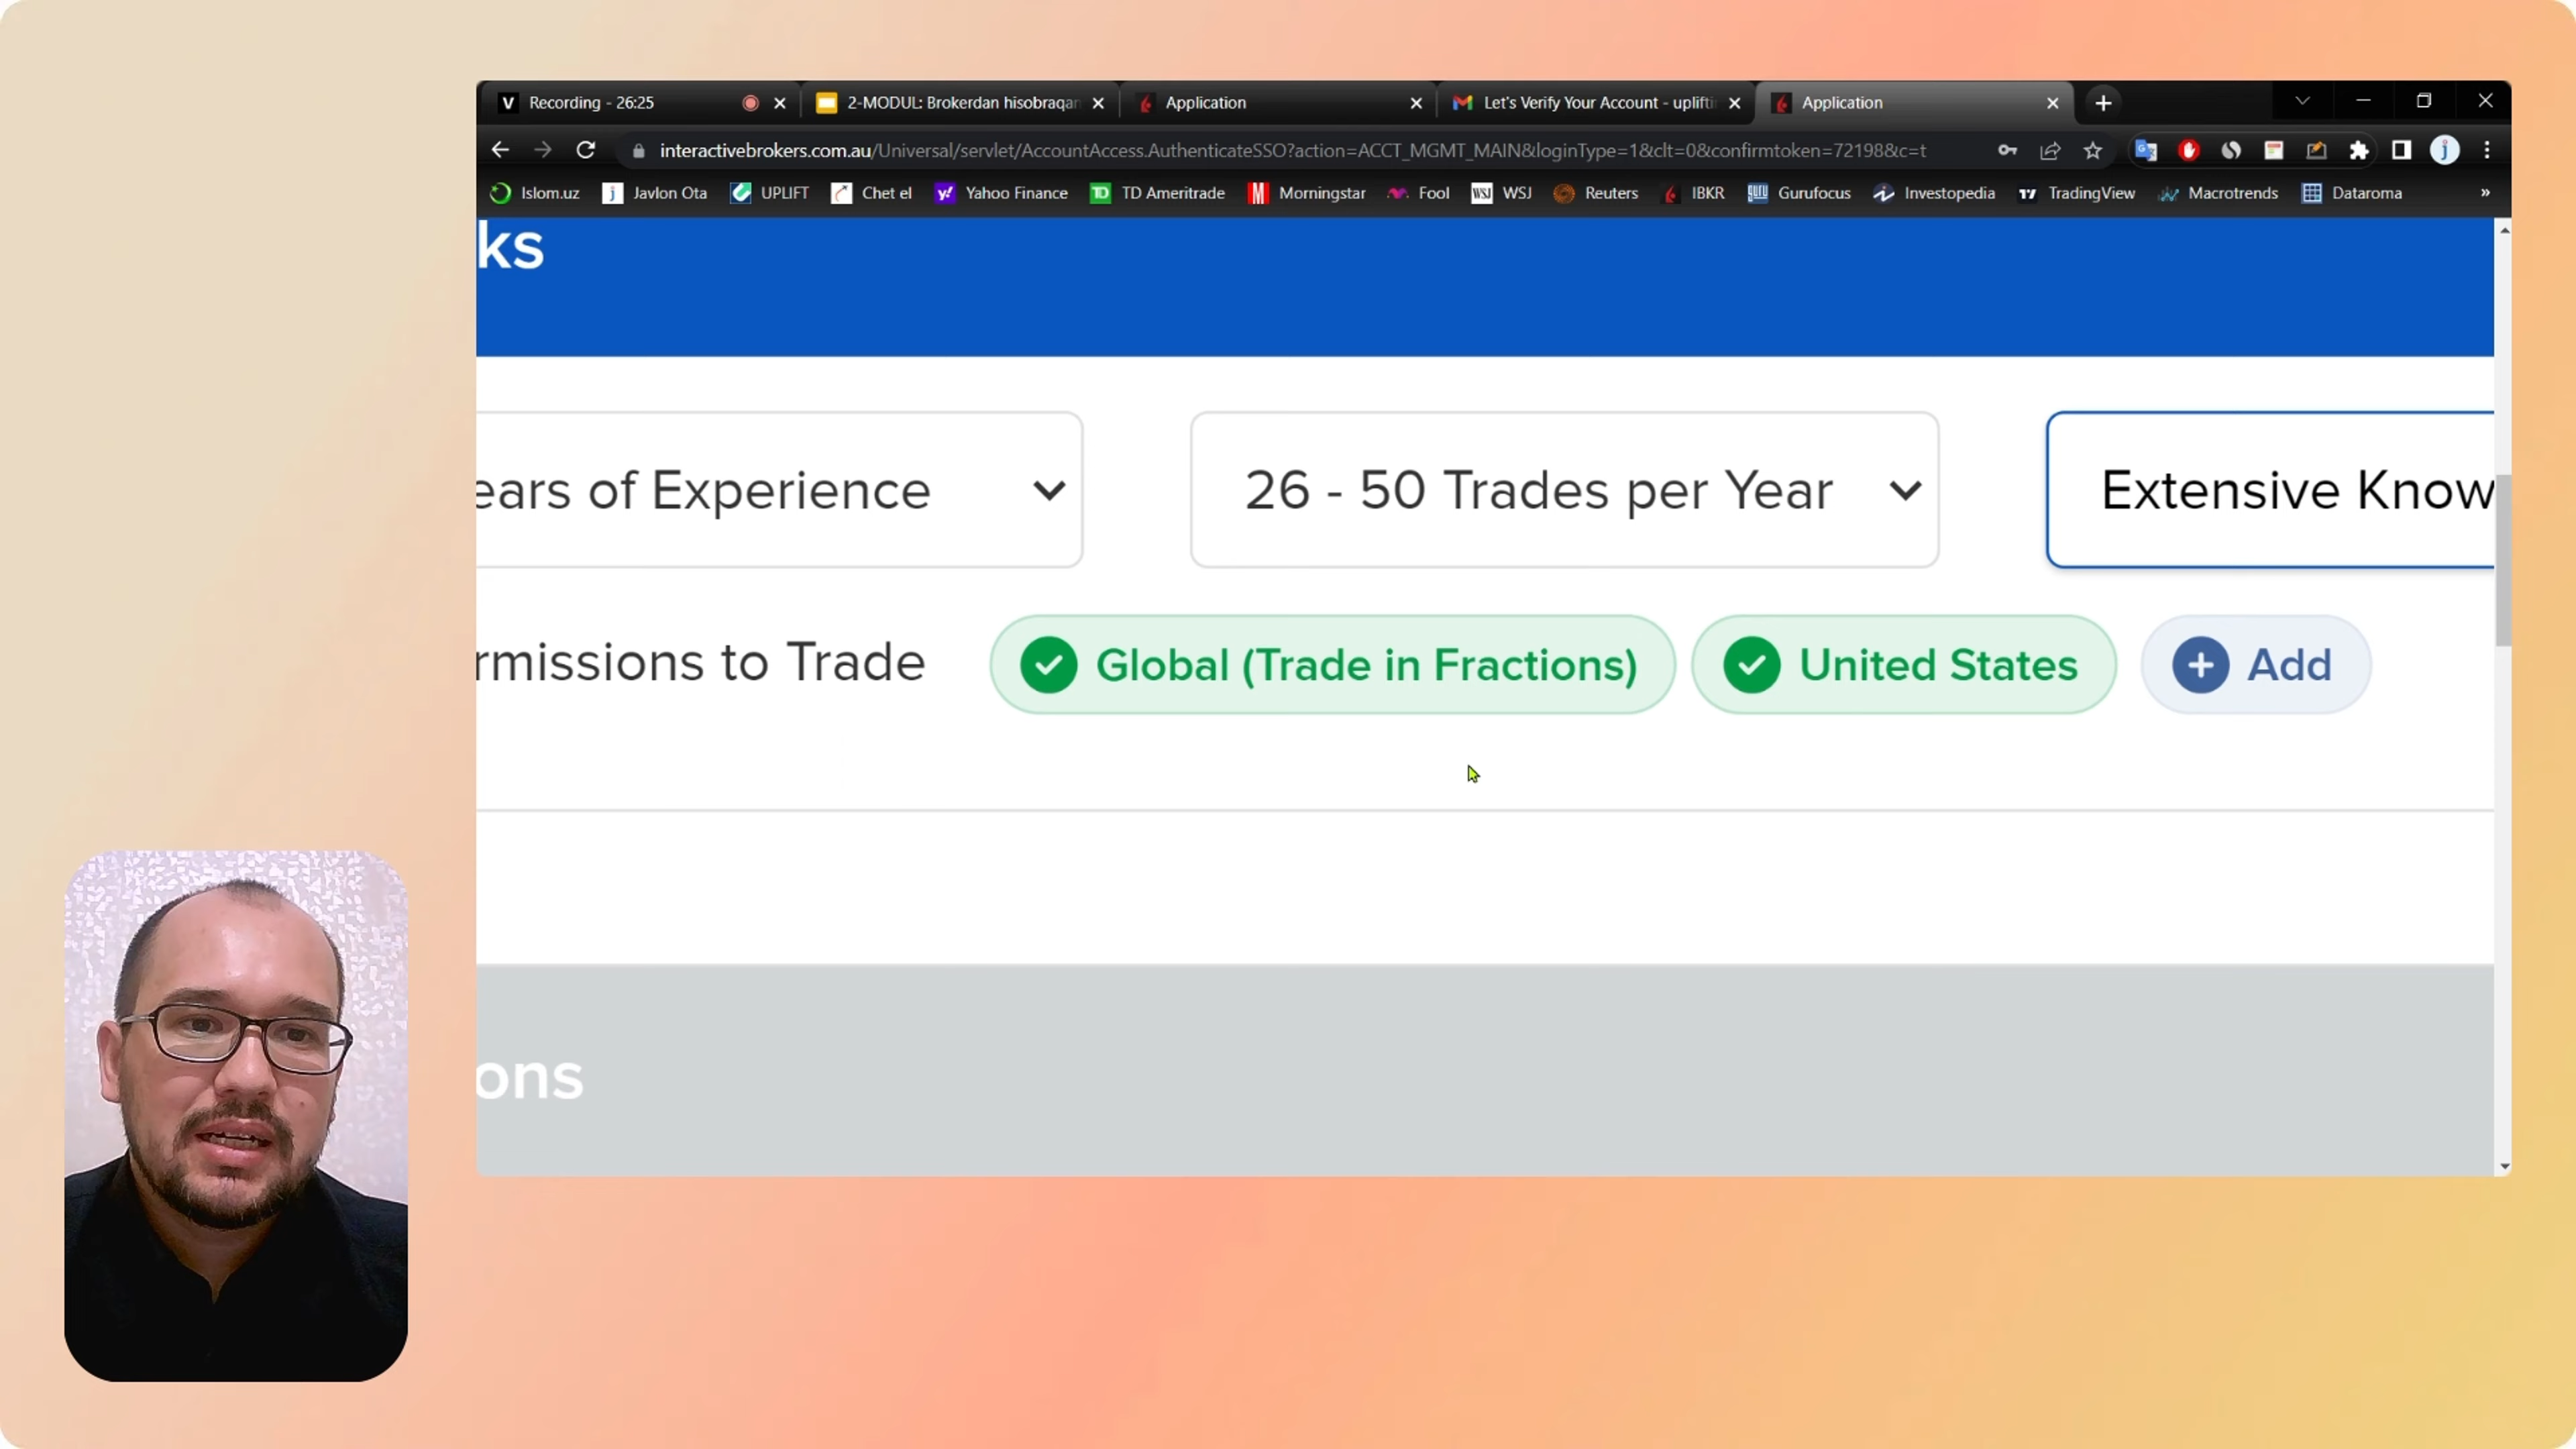 Recording - 26:25
2-MODUL: Brokerdan hisobraqan
Application
Let's Verify Your Account - uplifti
Application
interactivebrokers.com.au/Universal/servlet/AccountAccess.AuthenticateSSO?action=ACCT_MGMT_MAIN&loginType=1&clt=0&confirmtoken=72198&c=t
Islom.uz
Javlon Ota
UPLIFT
Chet el
Yahoo Finance
TD Ameritrade
Morningstar
Fool
WSJ
Reuters
IBKR
Gurufocus
Investopedia
TradingView
Macrotrends
Dataroma
»
ks
ears of Experience
26 - 50 Trades per Year
Extensive Know
rmissions to Trade
Global (Trade in Fractions)
United States
Add
ons